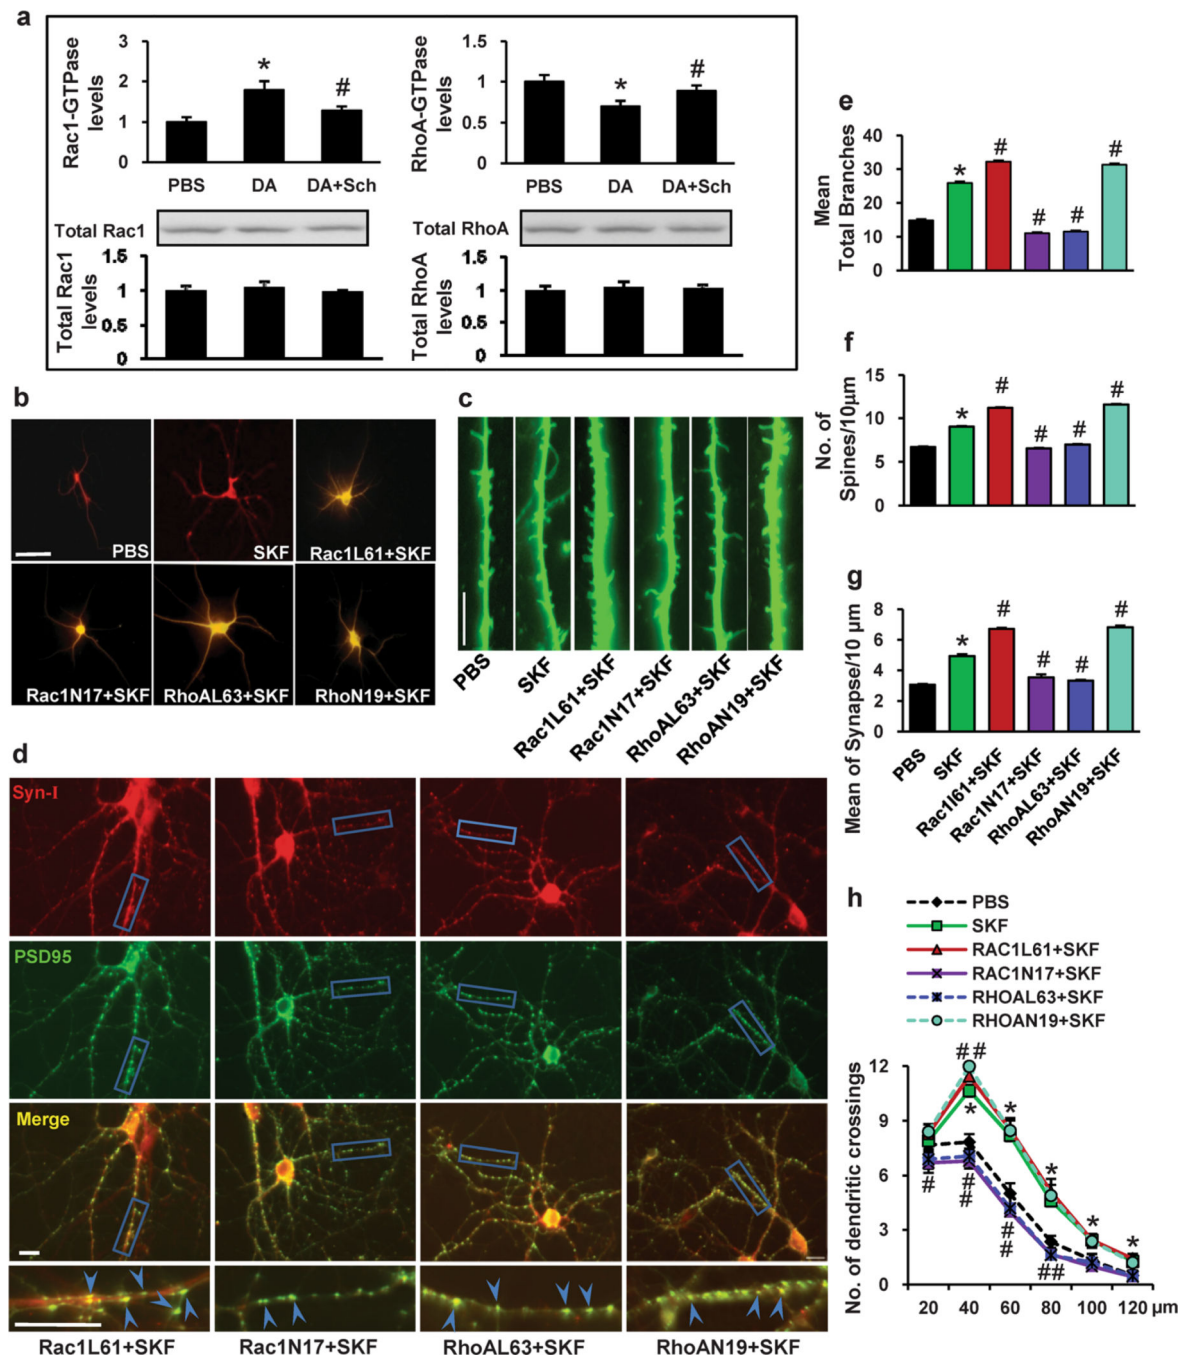 a
Rac1-GTPase levels
3
2
1
0
*
#
PBS DA DA+Sch
RhoA-GTPase levels
1.5
1
0.5
0
*
#
PBS DA DA+Sch
Total Rac1
Total RhoA
Total Rac1 levels
1.5
1
0.5
0
Total RhoA levels
1.5
1
0.5
0
b
PBS
SKF
Rac1L61+SKF
Rac1N17+SKF
RhoAL63+SKF
RhoN19+SKF
c
PBS
SKF
Rac1L61+SKF
Rac1N17+SKF
RhoAL63+SKF
RhoAN19+SKF
d
Syn-I
PSD95
Merge
Rac1L61+SKF
Rac1N17+SKF
RhoAL63+SKF
RhoAN19+SKF
e
Mean
Total Branches
40
30
20
10
0
*
#
#
#
#
f
No. of
Spines/10µm
15
10
5
0
*
#
#
#
#
g
Mean of Synapse/10 µm
8
6
4
2
0
*
#
#
#
#
PBS
SKF
Rac1l61+SKF
Rac1N17+SKF
RhoAL63+SKF
RhoAN19+SKF
h
PBS
SKF
RAC1L61+SKF
RAC1N17+SKF
RHOAL63+SKF
RHOAN19+SKF
No. of dendritic crossings
12
9
6
3
0
##
*
*
*
*
*
#
#
#
#
#
##
20 40 60 80 100 120 µm